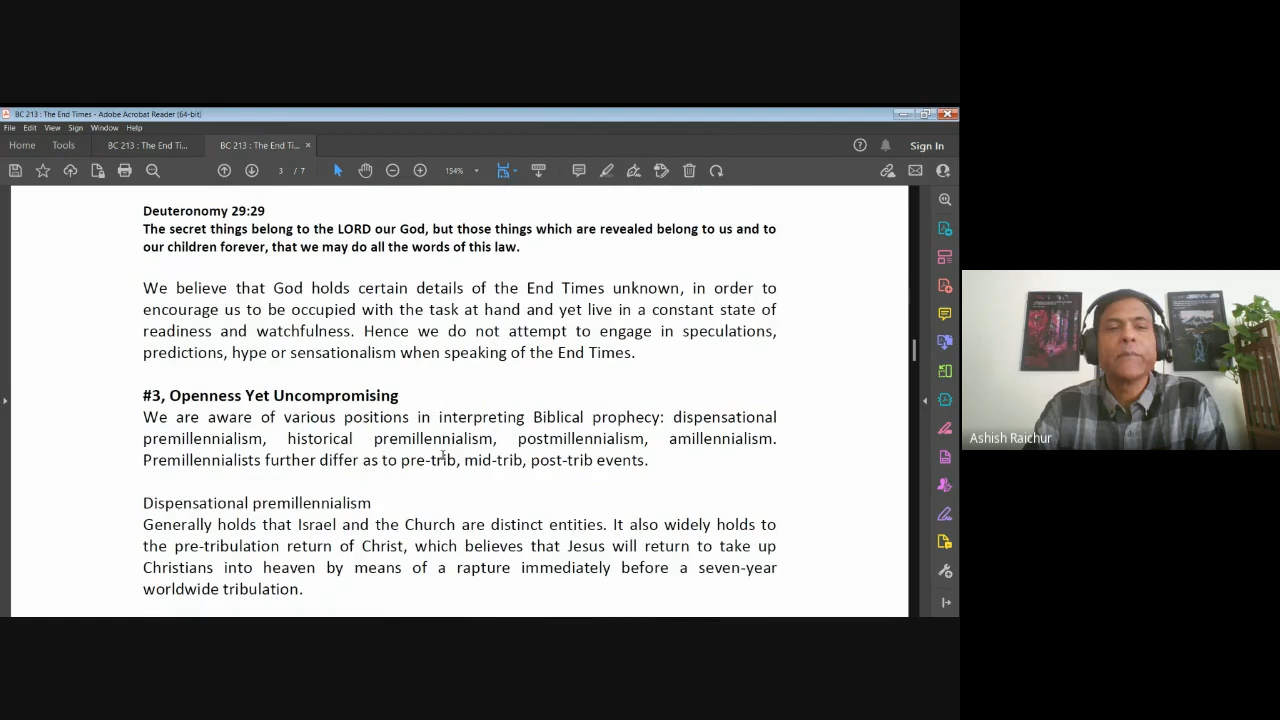 BC 213 : The End Times - Adobe Acrobat Reader (64-bit)
File Edit View Sign Window Help
Home Tools BC 213 : The End Ti... BC 213 : The End Ti... × Sign In
3 / 7 154%
Deuteronomy 29:29
The secret things belong to the LORD our God, but those things which are revealed belong to us and to
our children forever, that we may do all the words of this law.
We believe that God holds certain details of the End Times unknown, in order to
encourage us to be occupied with the task at hand and yet live in a constant state of
readiness and watchfulness. Hence we do not attempt to engage in speculations,
predictions, hype or sensationalism when speaking of the End Times.
#3, Openness Yet Uncompromising
We are aware of various positions in interpreting Biblical prophecy: dispensational
premillennialism, historical premillennialism, postmillennialism, amillennialism.
Premillennialists further differ as to pre-trib, mid-trib, post-trib events.
Dispensational premillennialism
Generally holds that Israel and the Church are distinct entities. It also widely holds to
the pre-tribulation return of Christ, which believes that Jesus will return to take up
Christians into heaven by means of a rapture immediately before a seven-year
worldwide tribulation.
Ashish Raichur